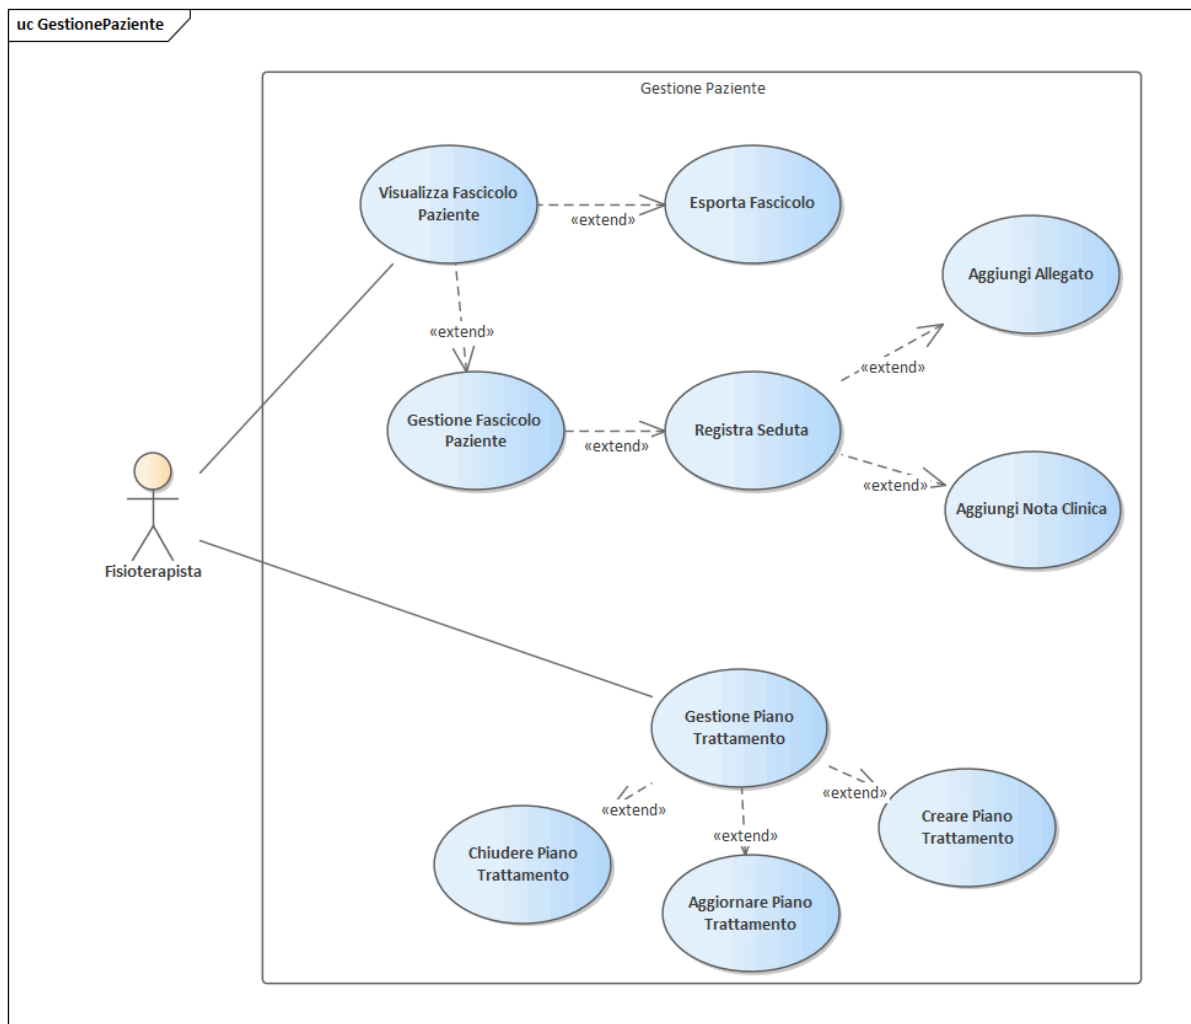 uc GestionePaziente
Gestione Paziente
Visualizza Fascicolo
Paziente
«extend»
Esporta Fascicolo
Aggiungi Allegato
«extend»
«extend»
Gestione Fascicolo
Paziente
«extend»
Registra Seduta
«extend»
Aggiungi Nota Clinica
Fisioterapista
Gestione Piano
Trattamento
«extend»
«extend»
«extend»
Creare Piano
Trattamento
Chiudere Piano
Trattamento
Aggiornare Piano
Trattamento